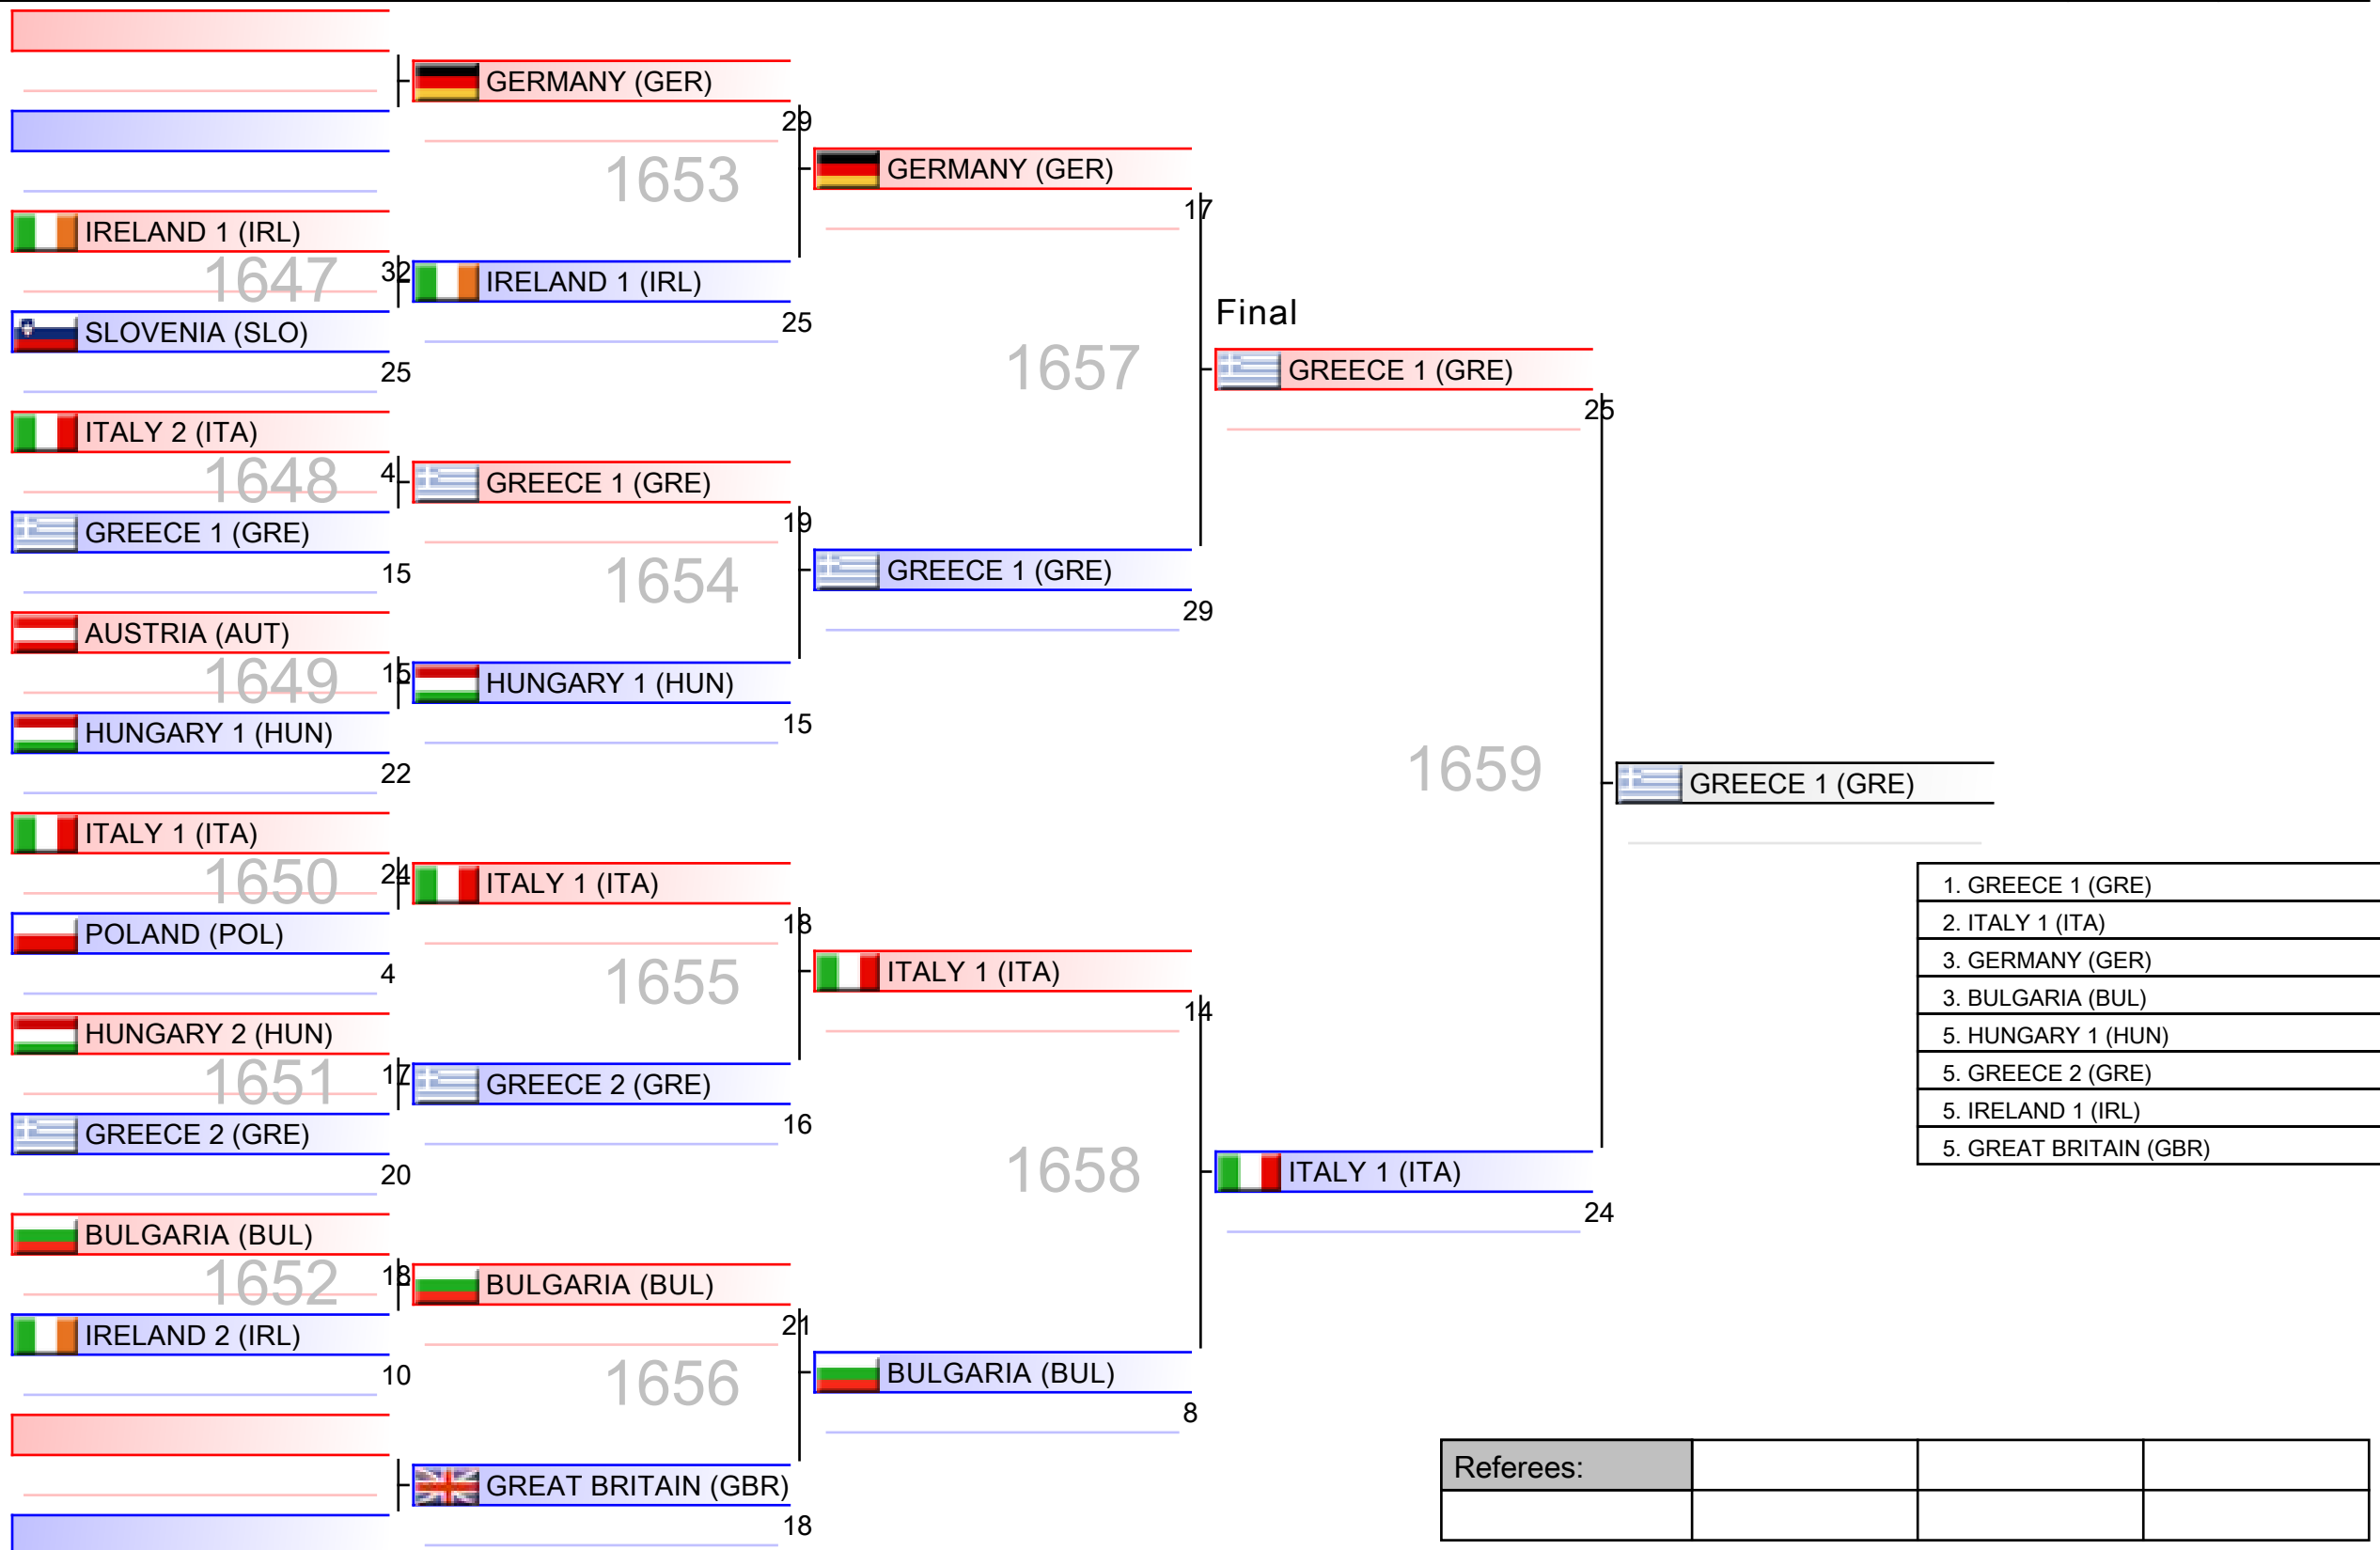 GERMANY (GER)
29
1653
GERMANY (GER)
17
IRELAND 1 (IRL)
1647
32
IRELAND 1 (IRL)
25
SLOVENIA (SLO)
25
Final
1657
GREECE 1 (GRE)
25
ITALY 2 (ITA)
1648
4
GREECE 1 (GRE)
19
GREECE 1 (GRE)
15
1654
GREECE 1 (GRE)
29
AUSTRIA (AUT)
1649
15
HUNGARY 1 (HUN)
15
HUNGARY 1 (HUN)
22
1659
GREECE 1 (GRE)
ITALY 1 (ITA)
1650
24
ITALY 1 (ITA)
18
POLAND (POL)
4
1655
ITALY 1 (ITA)
14
HUNGARY 2 (HUN)
1651
17
GREECE 2 (GRE)
16
GREECE 2 (GRE)
20
1658
ITALY 1 (ITA)
24
BULGARIA (BUL)
1652
18
BULGARIA (BUL)
21
IRELAND 2 (IRL)
10
1656
BULGARIA (BUL)
8
GREAT BRITAIN (GBR)
18
1. GREECE 1 (GRE)
2. ITALY 1 (ITA)
3. GERMANY (GER)
3. BULGARIA (BUL)
5. HUNGARY 1 (HUN)
5. GREECE 2 (GRE)
5. IRELAND 1 (IRL)
5. GREAT BRITAIN (GBR)
Referees: